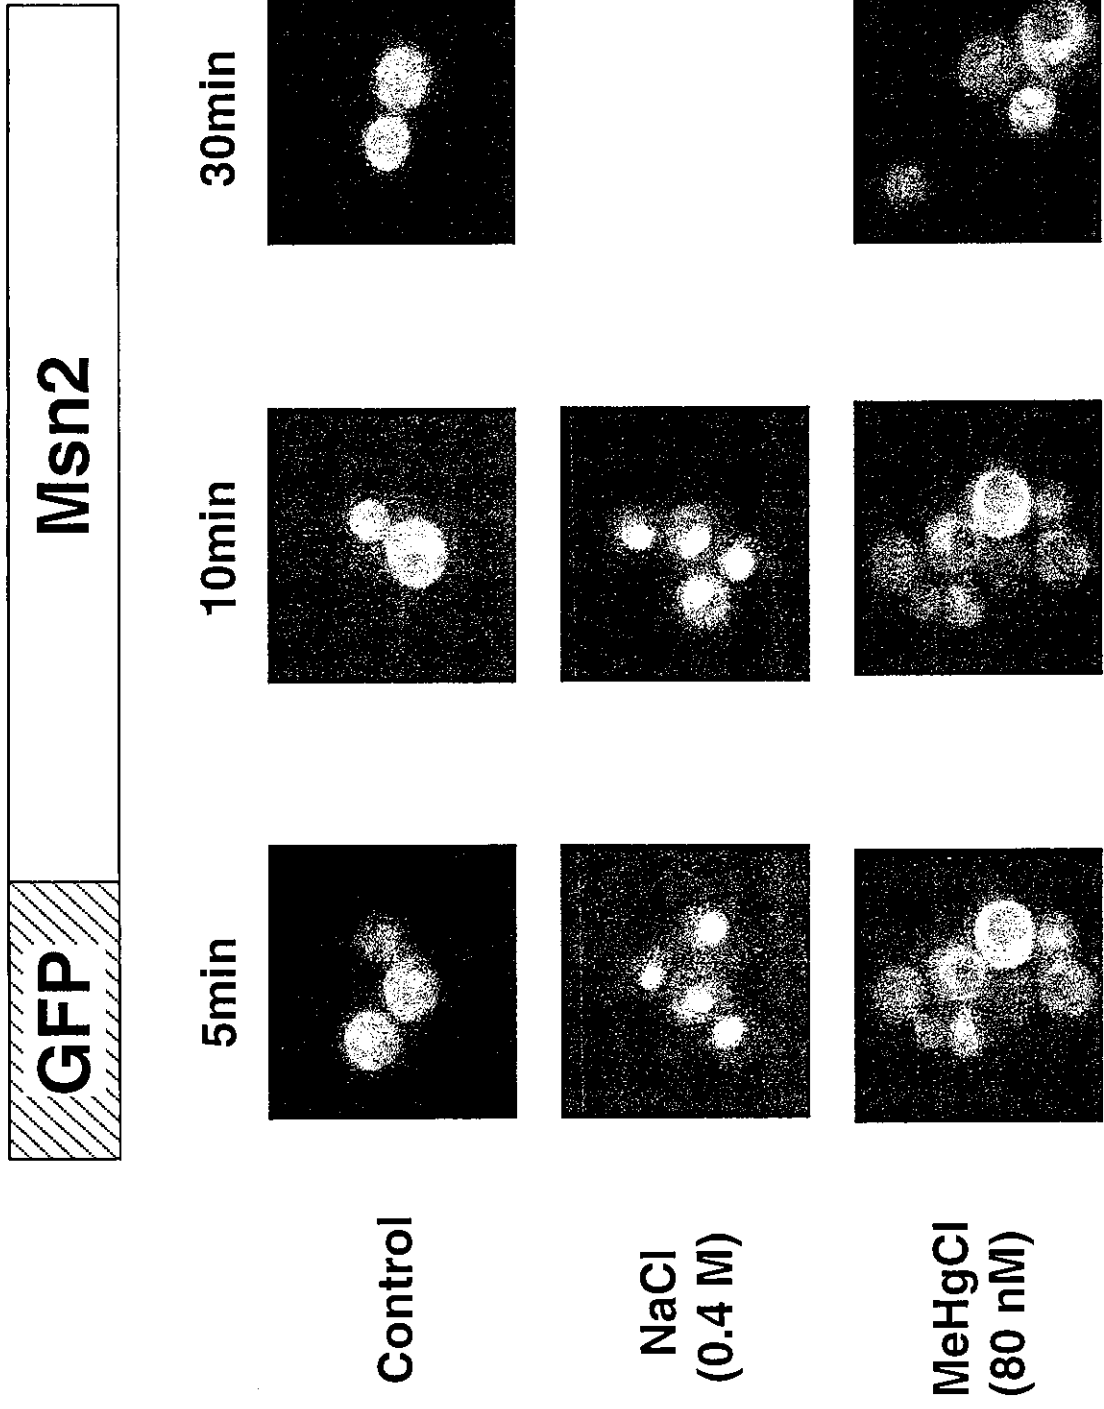 GFP
Msn2
5min
10min
30min
Control
NaCl
(0.4 M)
MeHgCl
(80 nM)